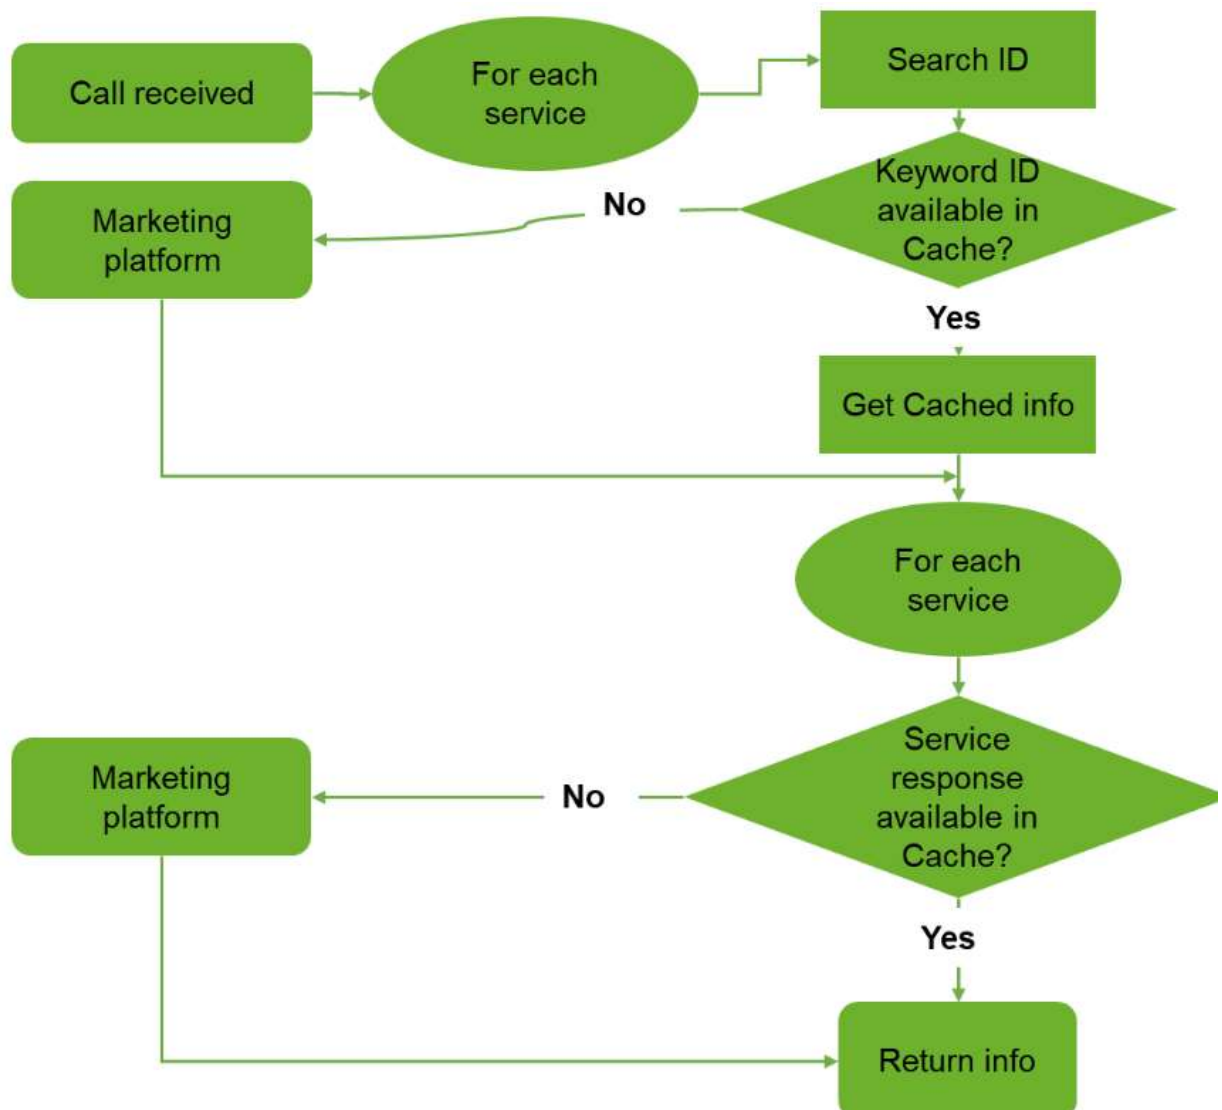 Call received
For each
service
Search ID
Keyword ID
available in
Cache?
No
Marketing
platform
Yes
Get Cached info
For each
service
Service
response
available in
Cache?
No
Marketing
platform
Yes
Return info